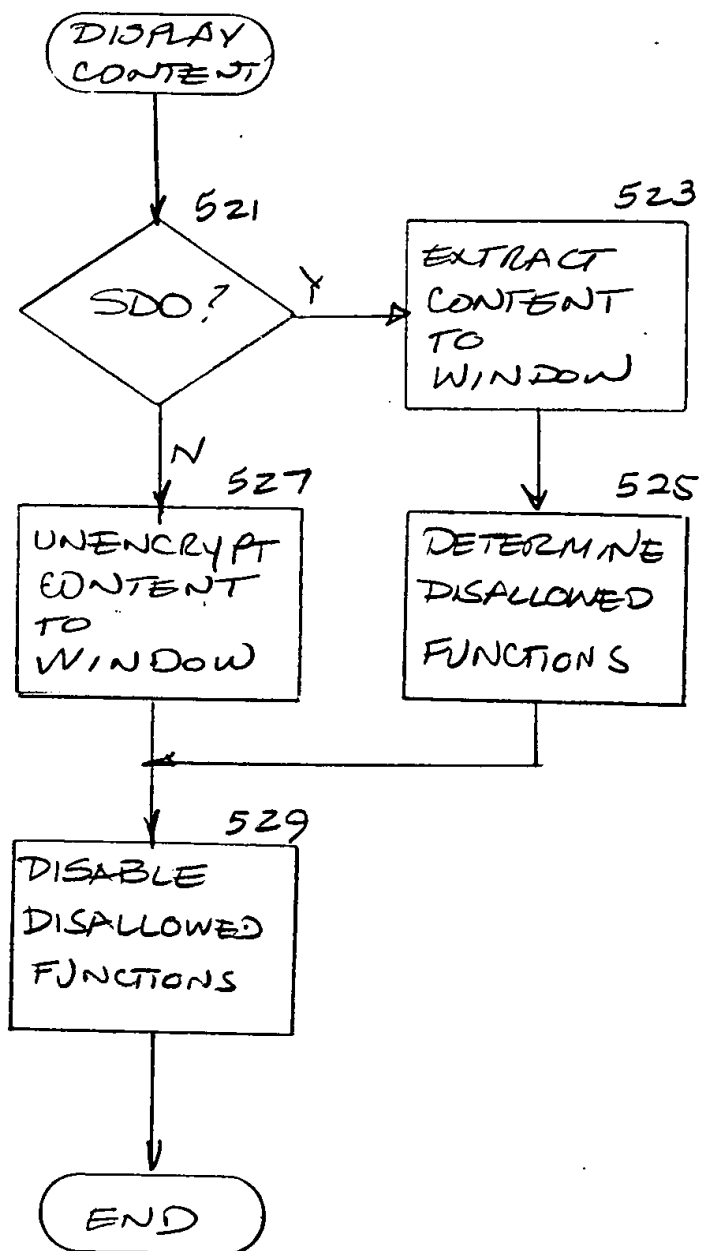 DISPLAY
CONTENT
521
SDO?
Y
523
EXTRACT
CONTENT
TO
WINDOW
N
527
UNENCRYPT
CONTENT
TO
WINDOW
525
DETERMINE
DISALLOWED
FUNCTIONS
529
DISABLE
DISALLOWED
FUNCTIONS
END